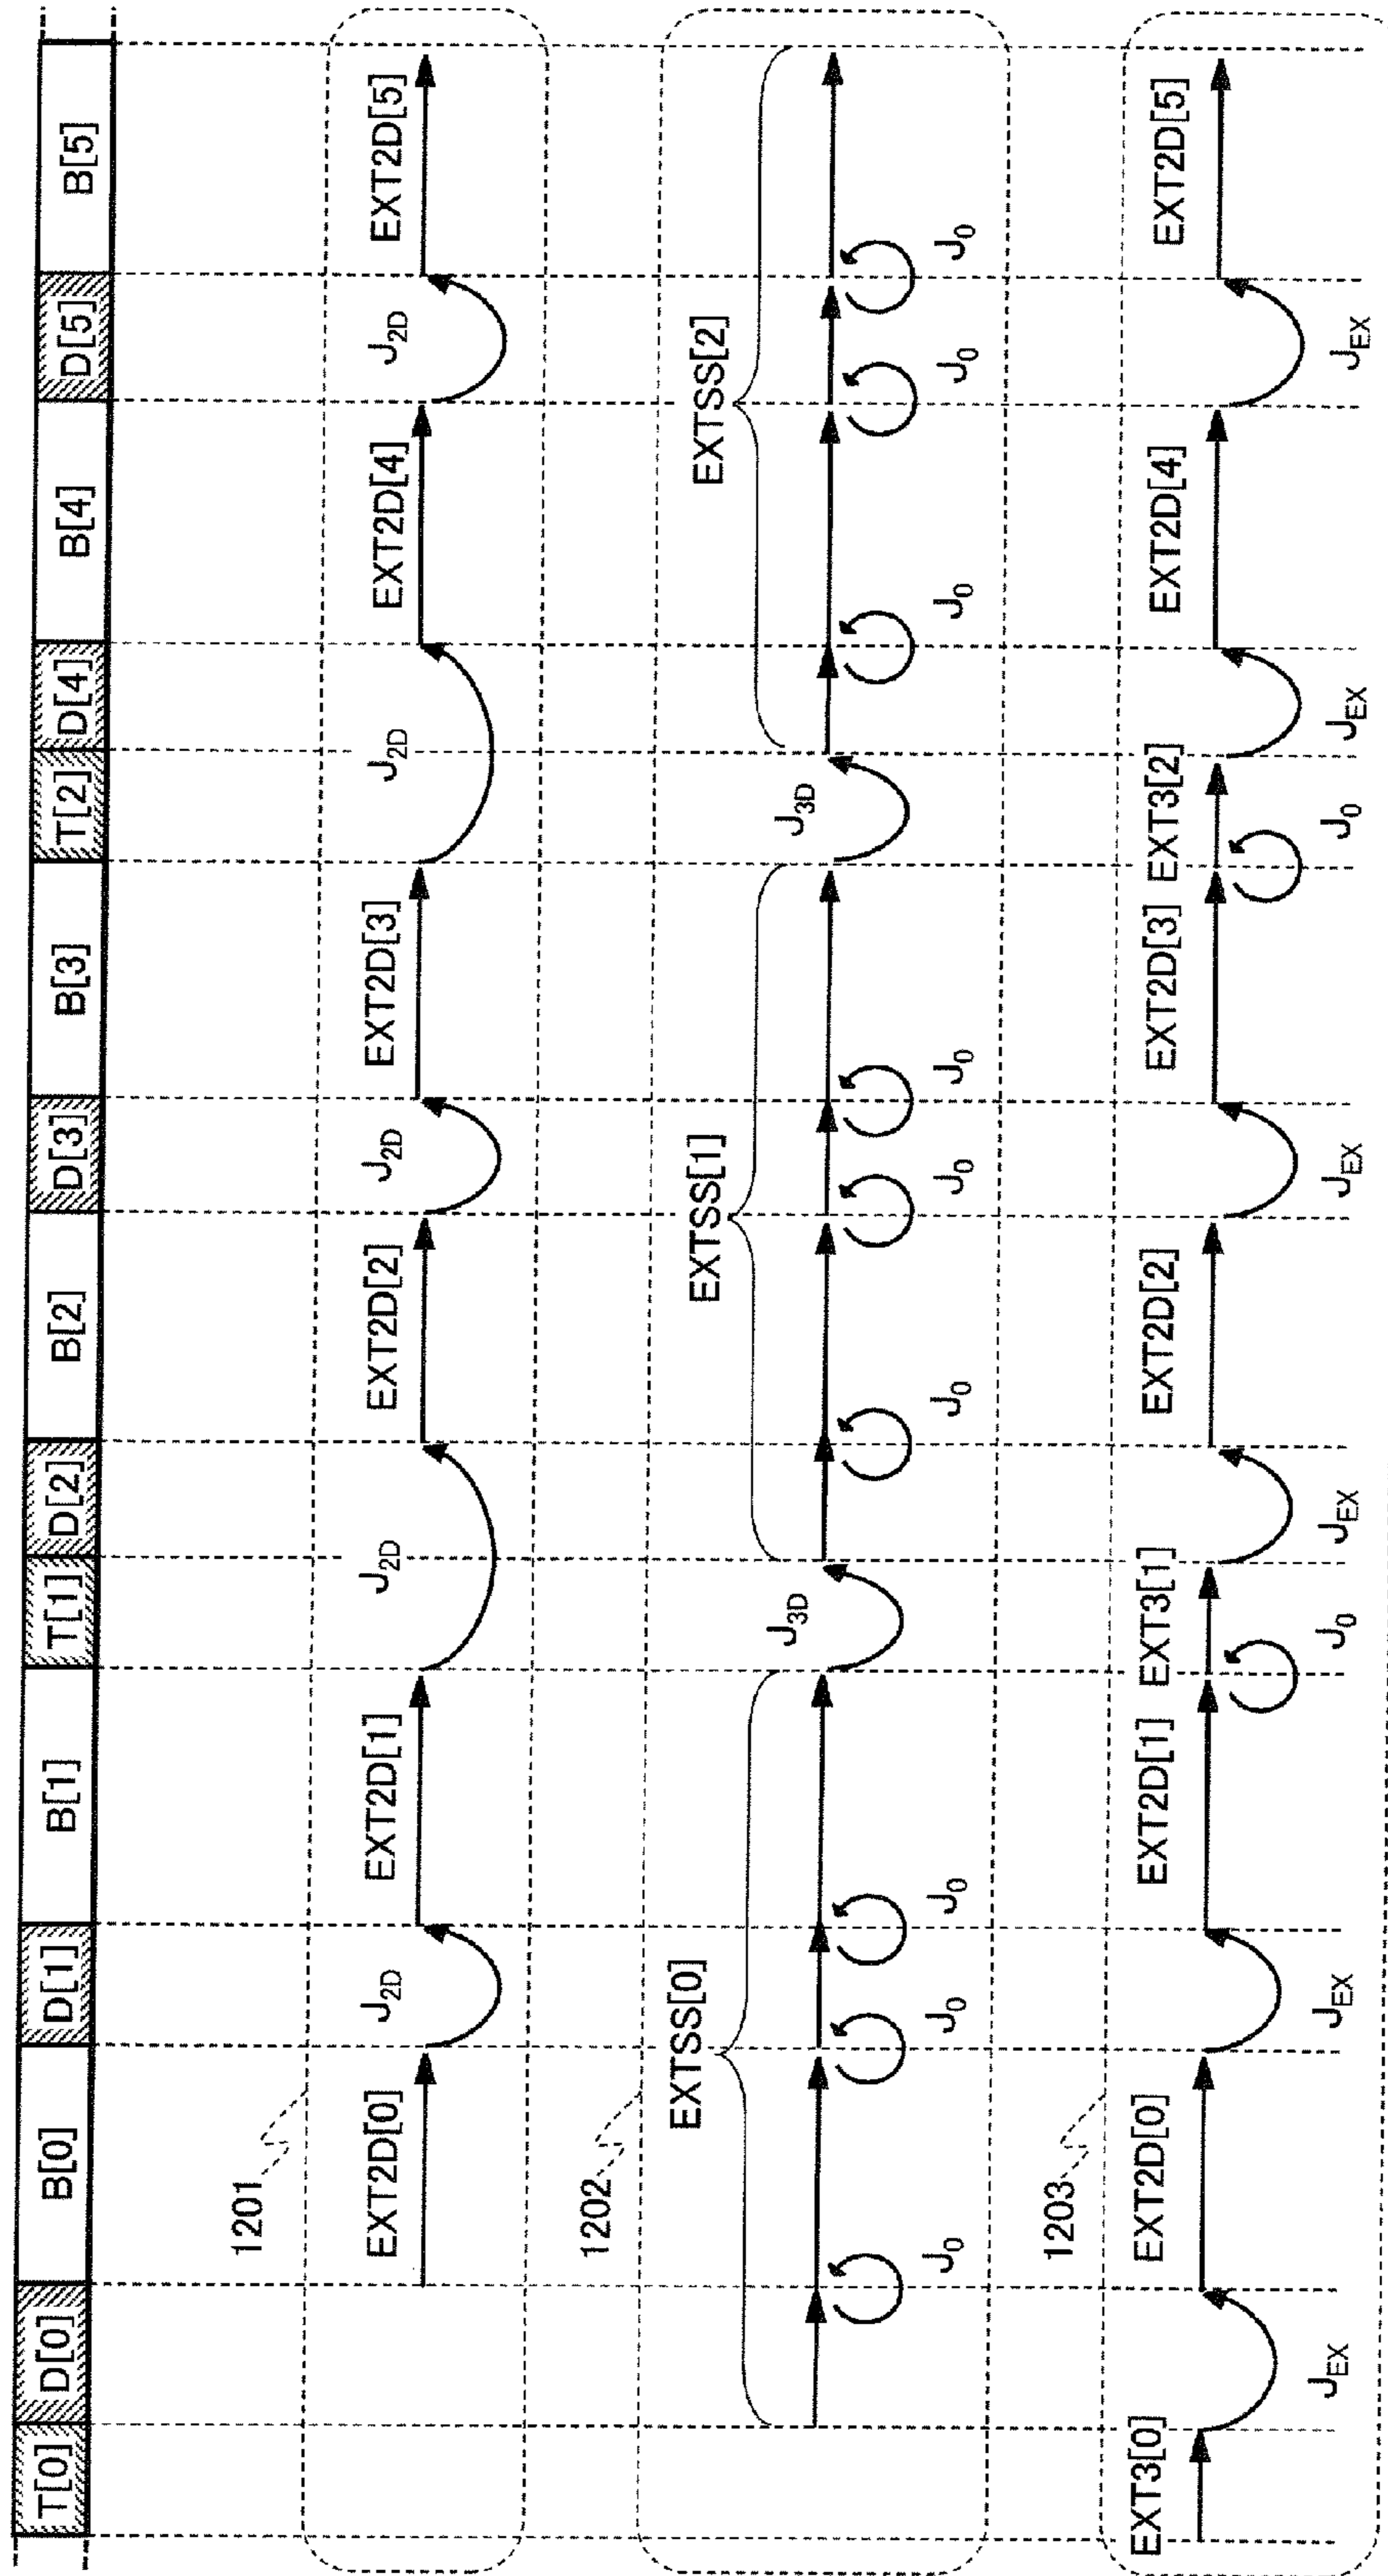 T[0] D[0] B[0] D[1] B[1] T[1] D[2] B[2] D[3] B[3] T[2] D[4] B[4] D[5] B[5]
1201
EXT2D[0] J2D EXT2D[1] J2D EXT2D[2] J2D EXT2D[3] J2D EXT2D[4] J2D EXT2D[5]
1202
EXTSS[0] EXTSS[1] EXTSS[2]
J3D J3D
J0 J0 J0 J0 J0 J0 J0 J0 J0
1203
EXT3[0] EXT2D[0] EXT2D[1] EXT3[1] EXT2D[2] EXT2D[3] EXT3[2] EXT2D[4] EXT2D[5]
JEX JEX J0 JEX JEX J0 JEX JEX